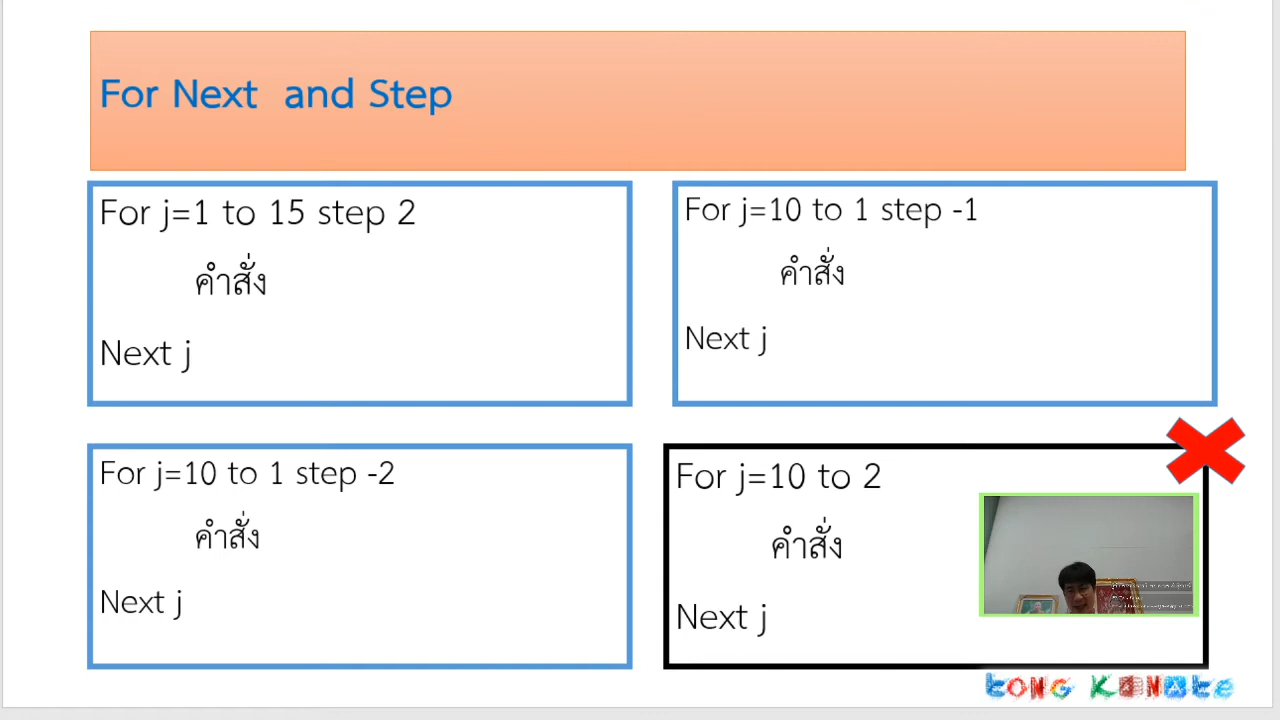 For Next and Step
For j=1 to 15 step 2
คำสั่ง
Next j
For j=10 to 1 step -1
คำสั่ง
Next j
For j=10 to 1 step -2
คำสั่ง
Next j
For j=10 to 2
คำสั่ง
Next j
tONG KANAte